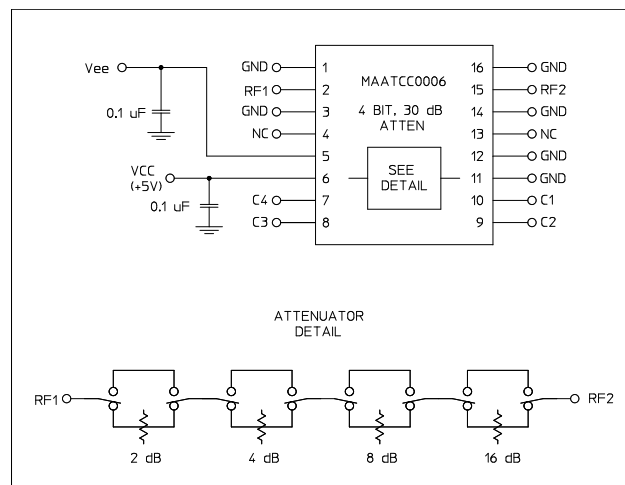 Vee
0.1 uF
VCC
(+5V)
0.1 uF
GND 1
RF1 2
GND 3
NC 4
5
6
C4 7
C3 8
MAATCC0006
4 BIT, 30 dB
ATTEN
SEE
DETAIL
16 GND
15 RF2
14 GND
13 NC
12 GND
11 GND
10 C1
9 C2
ATTENUATOR
DETAIL
RF1 RF2
2 dB 4 dB 8 dB 16 dB